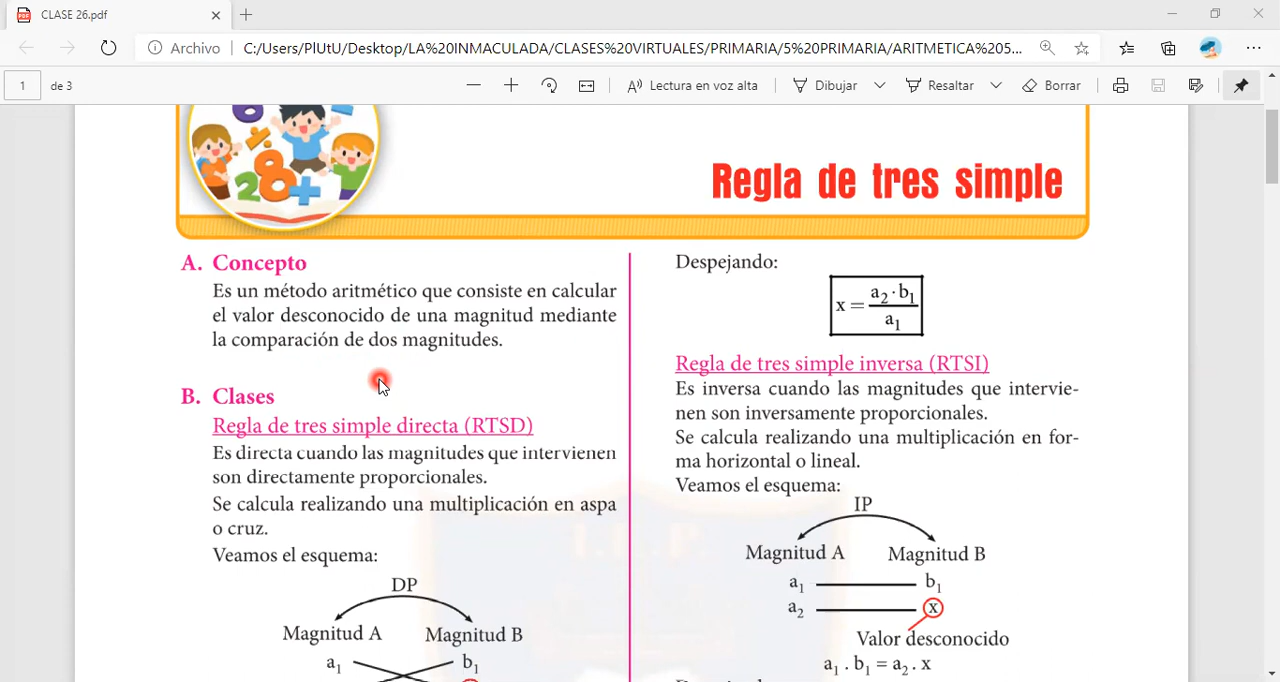 CLASE 26.pdf
Archivo
C:/Users/PlUtU/Desktop/LA%20INMACULADA/CLASES%20VIRTUALES/PRIMARIA/5%20PRIMARIA/ARITMETICA%205...
1 de 3
Lectura en voz alta
Dibujar
Resaltar
Borrar
Regla de tres simple
A. Concepto
Es un método aritmético que consiste en calcular
el valor desconocido de una magnitud mediante
la comparación de dos magnitudes.
B. Clases
Regla de tres simple directa (RTSD)
Es directa cuando las magnitudes que intervienen
son directamente proporcionales.
Se calcula realizando una multiplicación en aspa
o cruz.
Veamos el esquema:
DP
Magnitud A Magnitud B
a₁ b₁
Despejando:
x = a₂·b₁ / a₁
Regla de tres simple inversa (RTSI)
Es inversa cuando las magnitudes que intervie-
nen son inversamente proporcionales.
Se calcula realizando una multiplicación en for-
ma horizontal o lineal.
Veamos el esquema:
IP
Magnitud A Magnitud B
a₁ b₁
a₂ x
Valor desconocido
a₁ . b₁ = a₂ . x